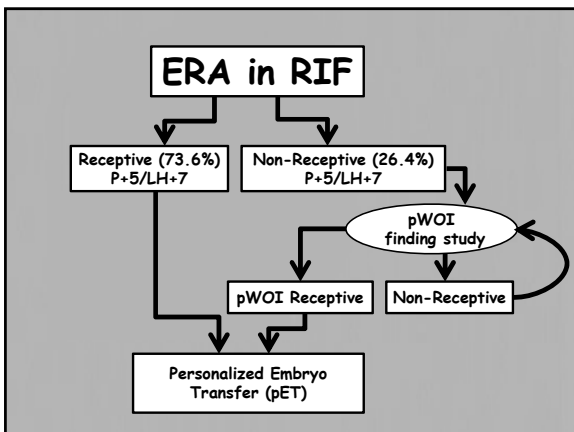 ERA in RIF
Receptive (73.6%)
P+5/LH+7
Non-Receptive (26.4%)
P+5/LH+7
pWOI
finding study
pWOI Receptive
Non-Receptive
Personalized Embryo
Transfer (pET)